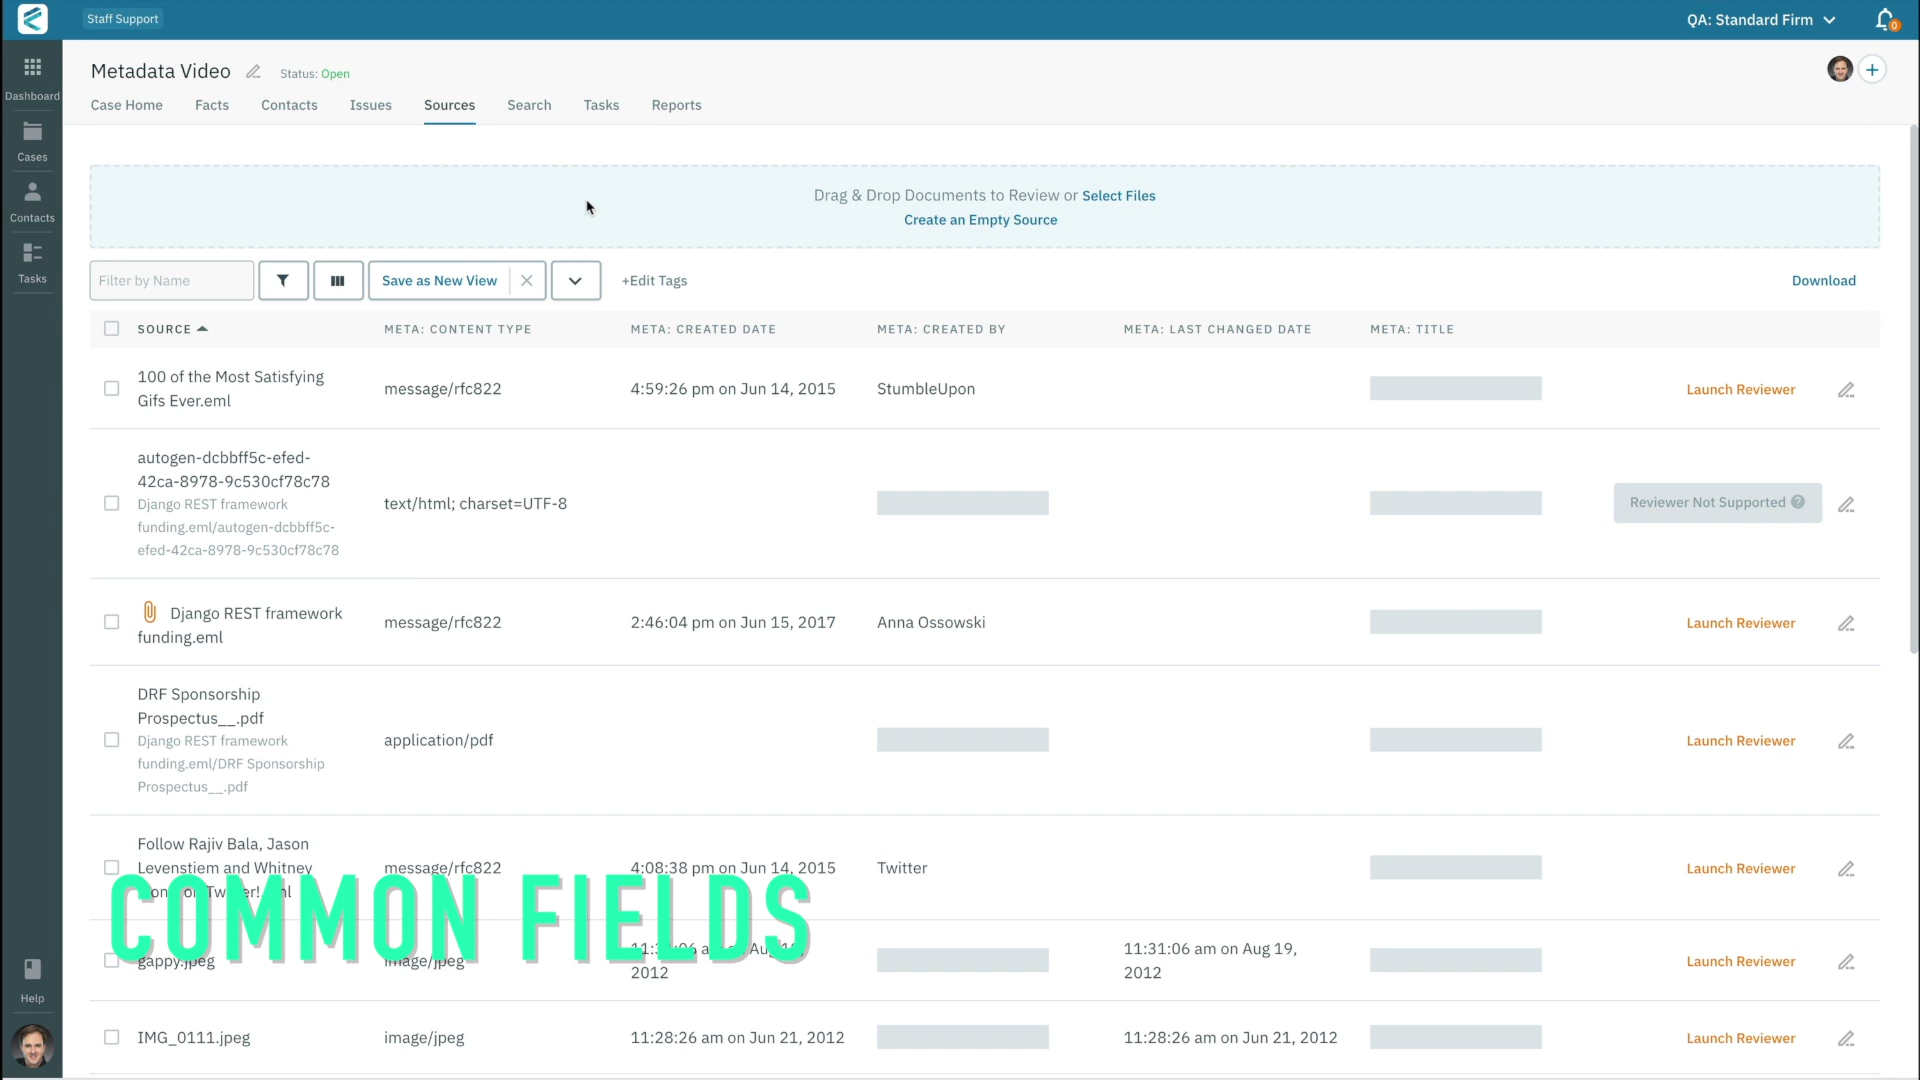 Staff Support
QA: Standard Firm
0
Dashboard
Cases
Contacts
Tasks
Help
Metadata Video
Status: Open
Case Home Facts Contacts Issues Sources Search Tasks Reports
Drag & Drop Documents to Review or Select Files
Create an Empty Source
Filter by Name
Save as New View
+Edit Tags
Download
SOURCE META: CONTENT TYPE META: CREATED DATE META: CREATED BY META: LAST CHANGED DATE META: TITLE
100 of the Most Satisfying
Gifs Ever.eml
message/rfc822
4:59:26 pm on Jun 14, 2015
StumbleUpon
Launch Reviewer
autogen-dcbbff5c-efed-
42ca-8978-9c530cf78c78
Django REST framework
funding.eml/autogen-dcbbff5c-
efed-42ca-8978-9c530cf78c78
text/html; charset=UTF-8
Reviewer Not Supported ?
Django REST framework
funding.eml
message/rfc822
2:46:04 pm on Jun 15, 2017
Anna Ossowski
Launch Reviewer
DRF Sponsorship
Prospectus__.pdf
Django REST framework
funding.eml/DRF Sponsorship
Prospectus__.pdf
application/pdf
Launch Reviewer
Follow Rajiv Bala, Jason
Levenstiem and Whitney
message/rfc822
4:08:38 pm on Jun 14, 2015
Twitter
Launch Reviewer
COMMON FIELDS
gappy.jpeg
image/jpeg
2012
11:31:06 am on Aug 19,
2012
Launch Reviewer
IMG_0111.jpeg
image/jpeg
11:28:26 am on Jun 21, 2012
11:28:26 am on Jun 21, 2012
Launch Reviewer